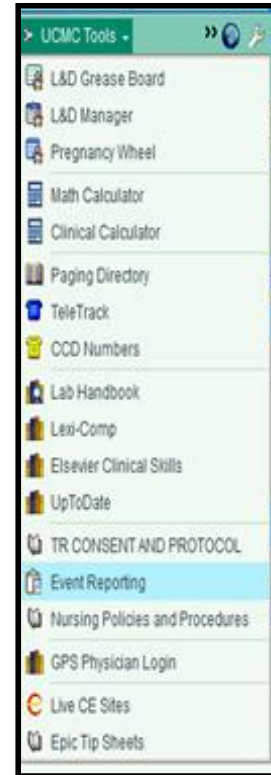 UCMC Tools
L&D Grease Board
L&D Manager
Pregnancy Wheel
Math Calculator
Clinical Calculator
Paging Directory
TeleTrack
CCD Numbers
Lab Handbook
Lexi-Comp
Elsevier Clinical Skills
UpToDate
TR CONSENT AND PROTOCOL
Event Reporting
Nursing Policies and Procedures
GPS Physician Login
Live CE Sites
Epic Tip Sheets